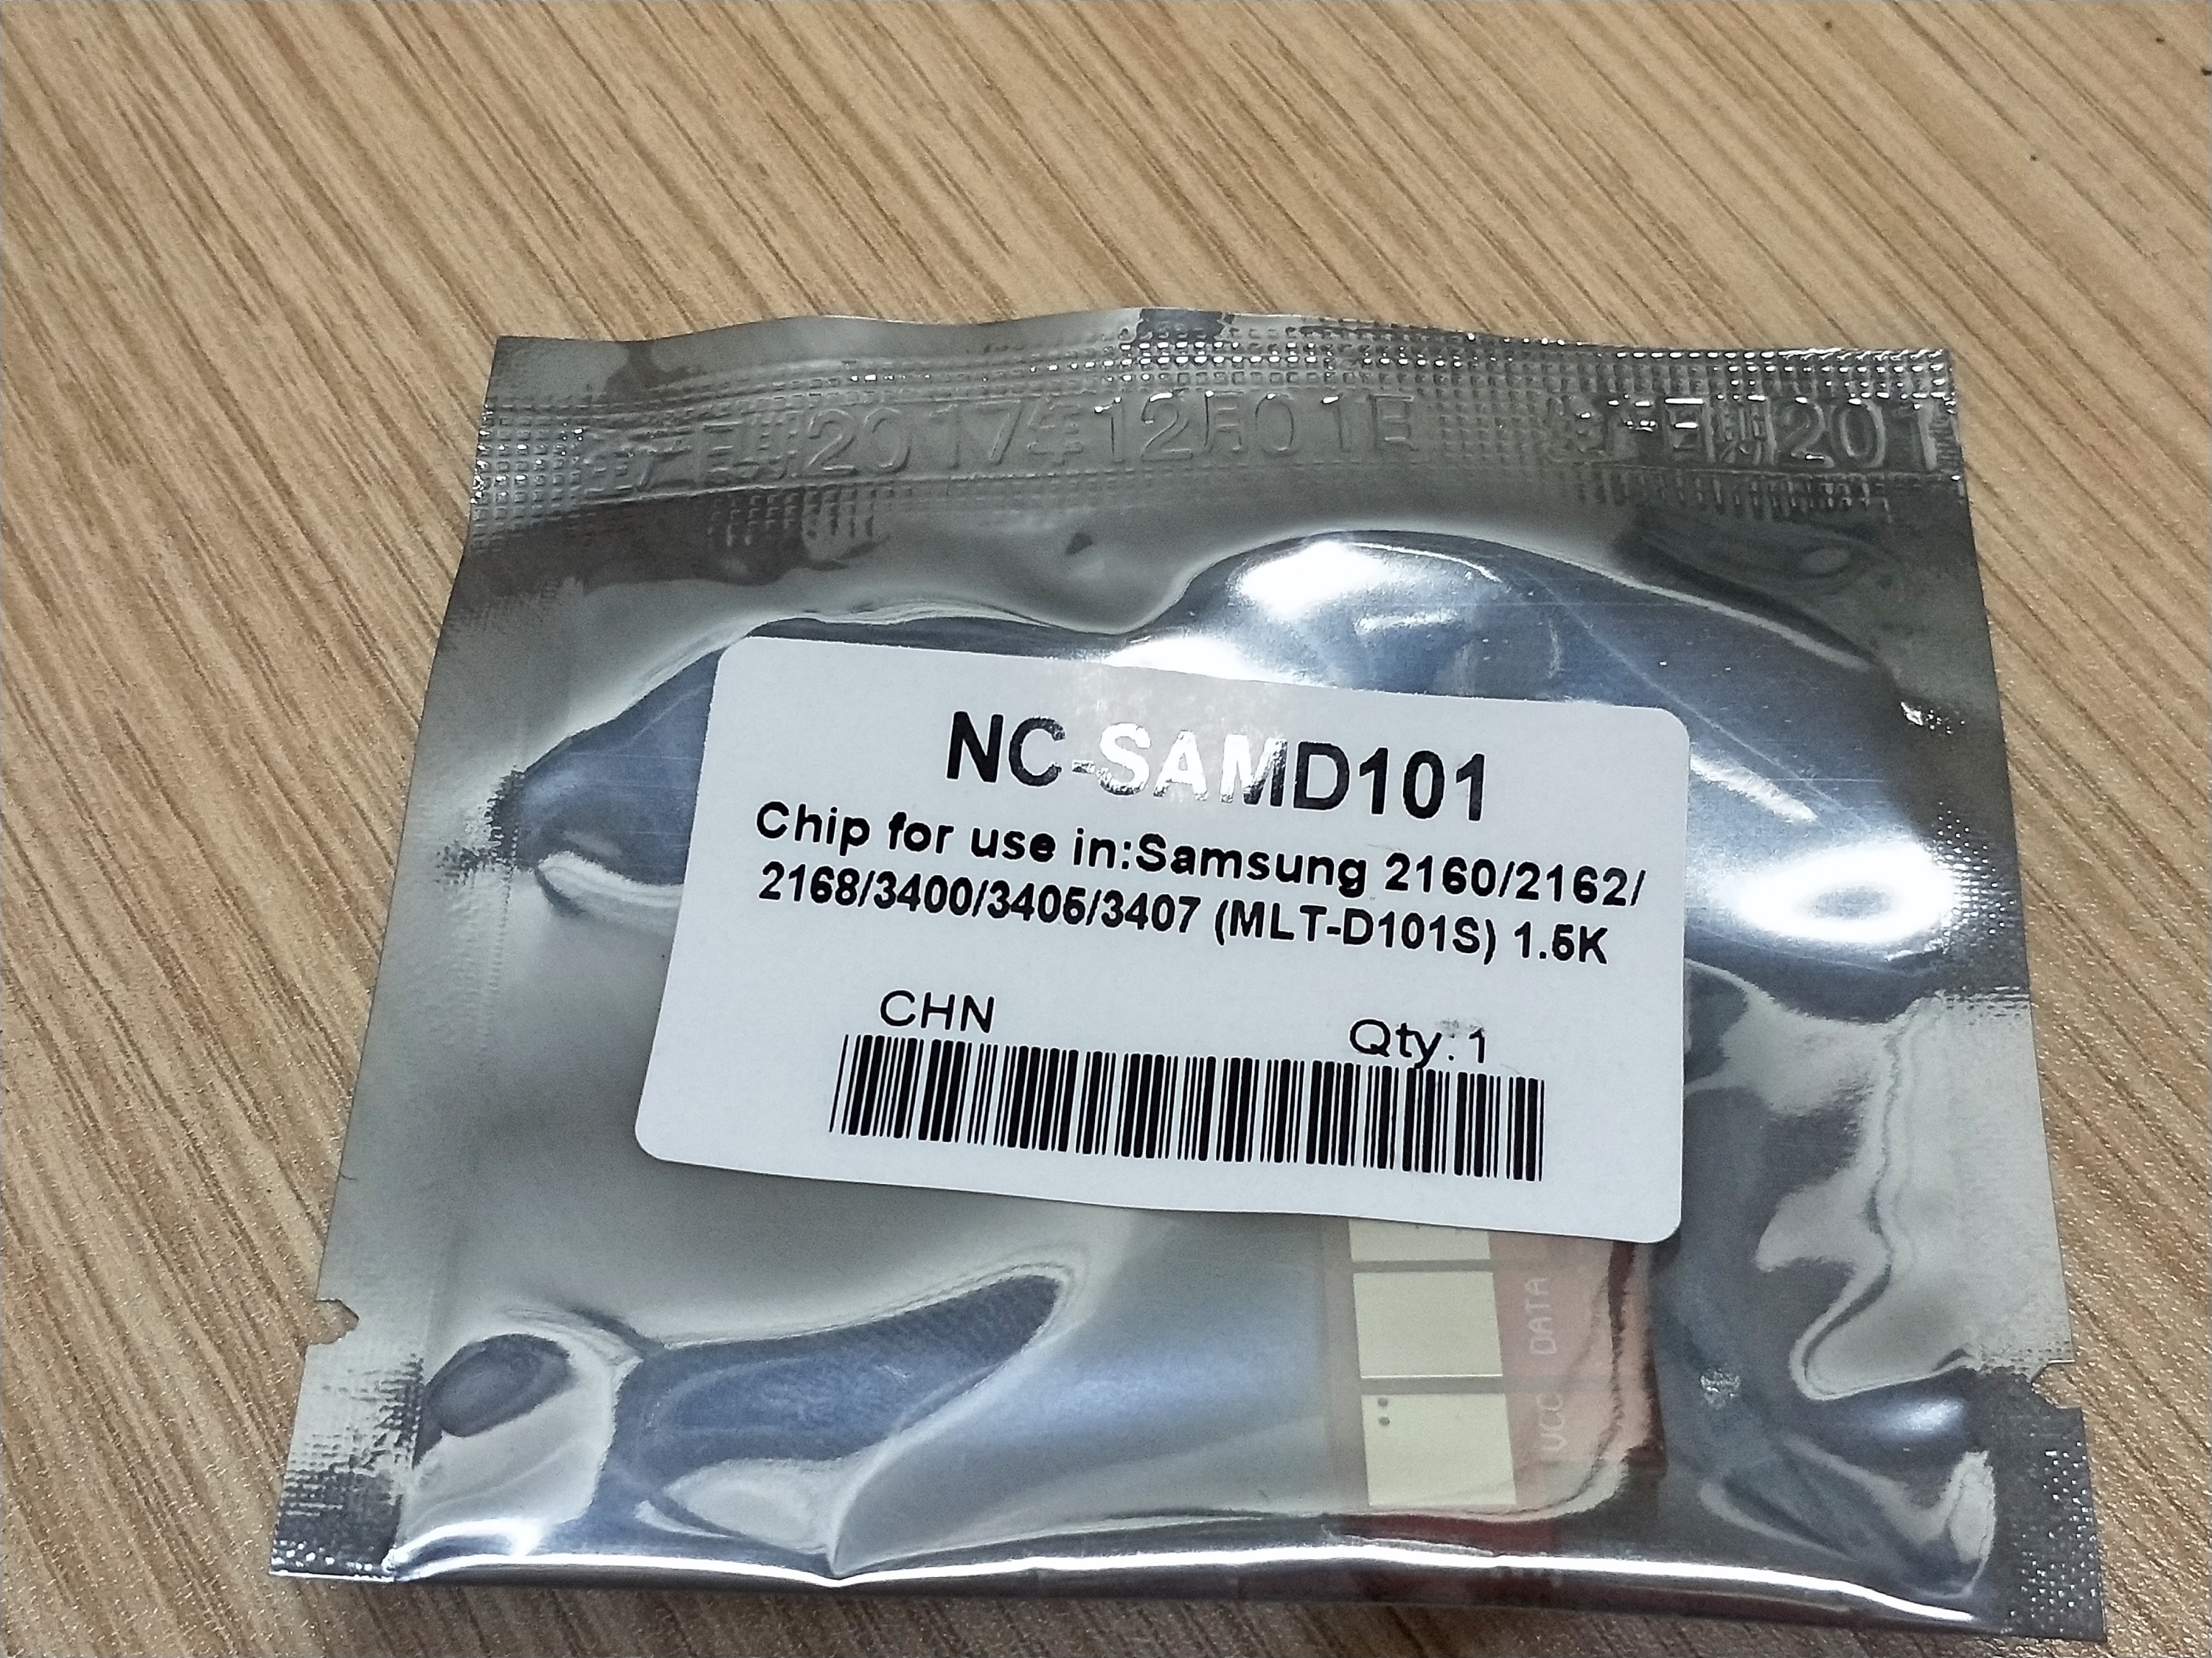 生产日期2017年12月01日 生产日期201
NC-SAMD101
Chip for use in:Samsung 2160/2162/
2168/3400/3405/3407 (MLT-D101S) 1.5K
CHN
Qty:1
DATA
VCC